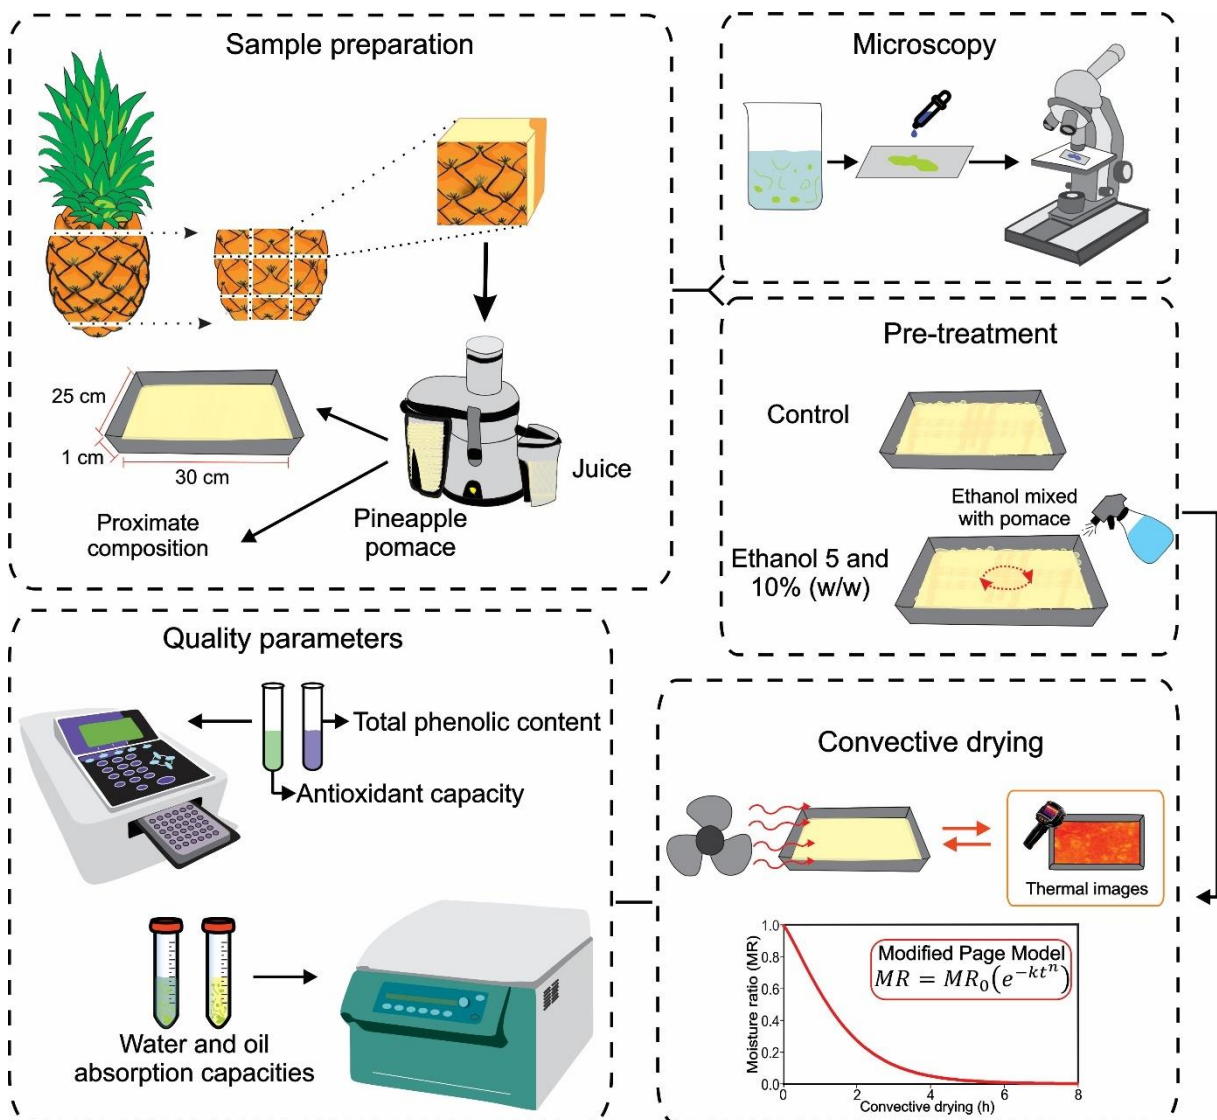 Sample preparation
25 cm
1 cm
30 cm
Juice
Pineapple
pomace
Proximate
composition
Microscopy
Pre-treatment
Control
Ethanol mixed
with pomace
Ethanol 5 and
10% (w/w)
Quality parameters
Total phenolic content
Antioxidant capacity
Water and oil
absorption capacities
Convective drying
Thermal images
Moisture ratio (MR)
1.0
0.8
0.6
0.4
0.2
0.0
Modified Page Model
MR = MR₀(e^{-kt^n})
0 2 4 6 8
Convective drying (h)